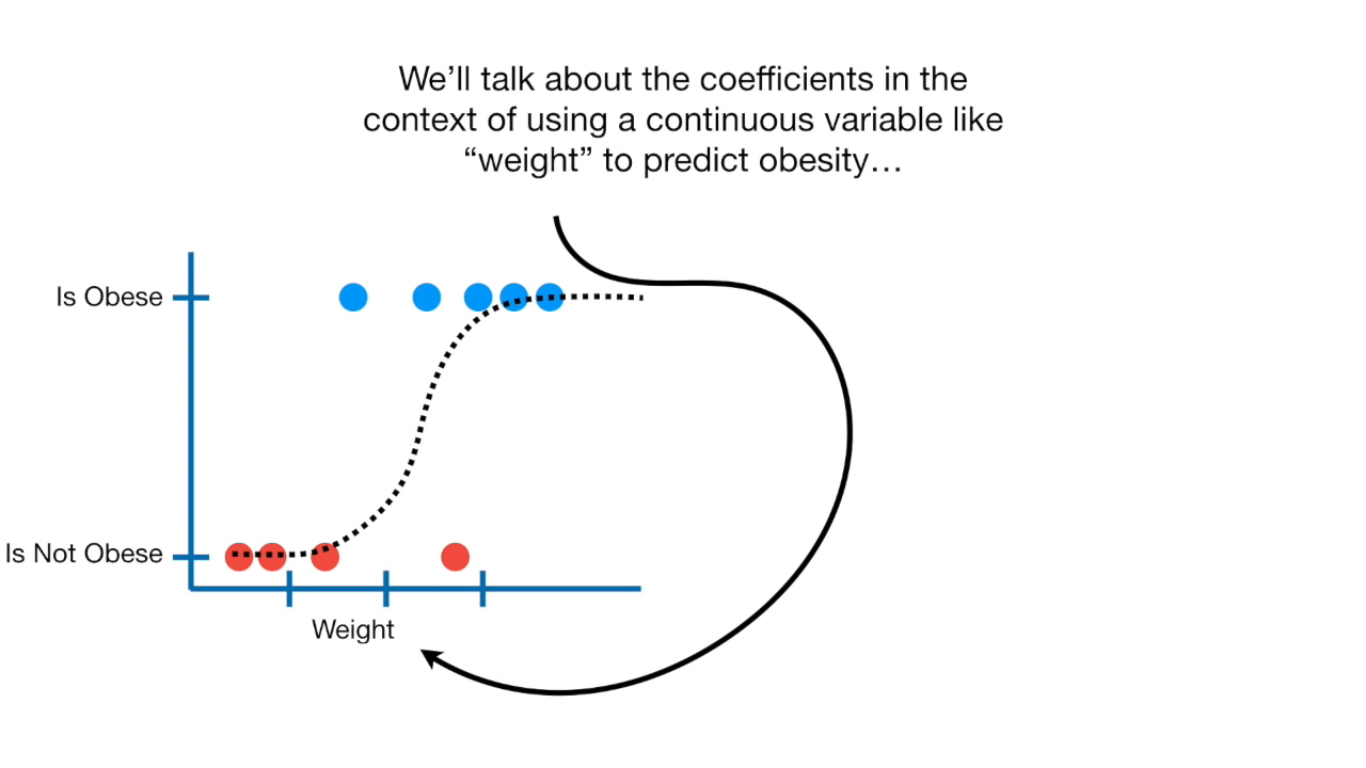 We’ll talk about the coefficients in the
context of using a continuous variable like
“weight” to predict obesity…
Is Obese
Is Not Obese
Weight